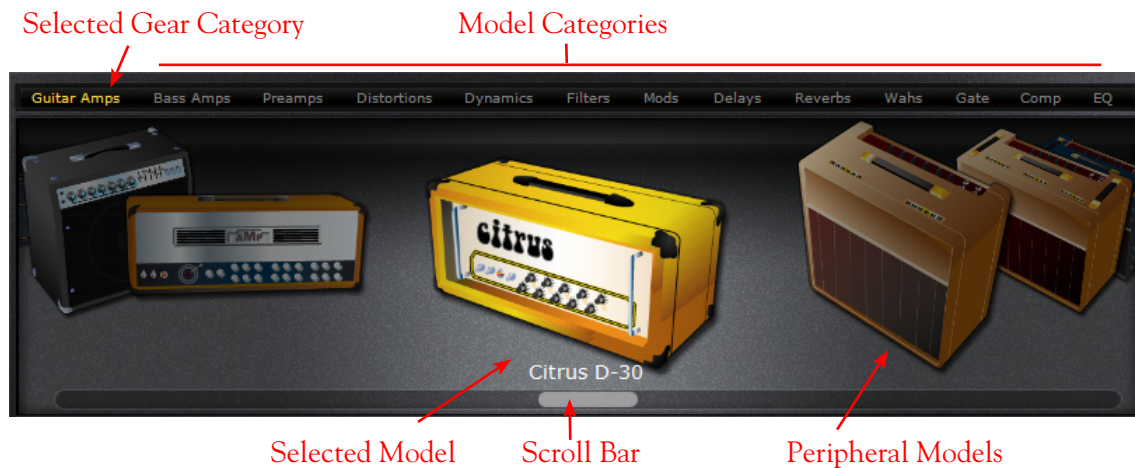 Selected Gear Category
Model Categories
Guitar Amps Bass Amps Preamps Distortions Dynamics Filters Mods Delays Reverbs Wahs Gate Comp EQ
AMP
citrus
Citrus D-30
Selected Model
Scroll Bar
Peripheral Models